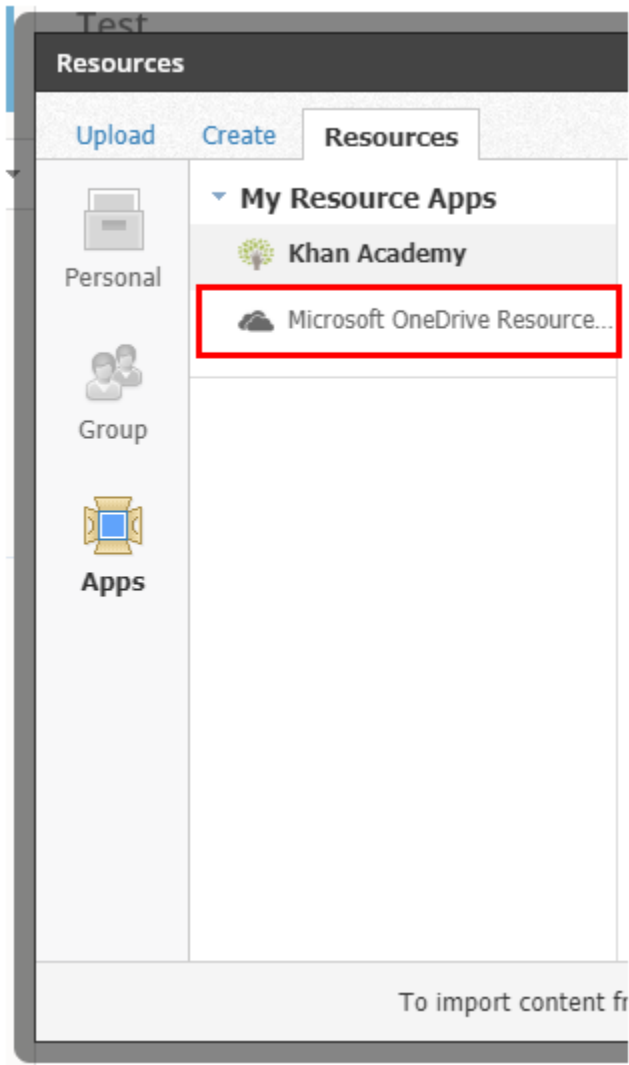 Test
Resources
Upload
Create
Resources
Personal
Group
Apps
My Resource Apps
Khan Academy
Microsoft OneDrive Resource...
To import content